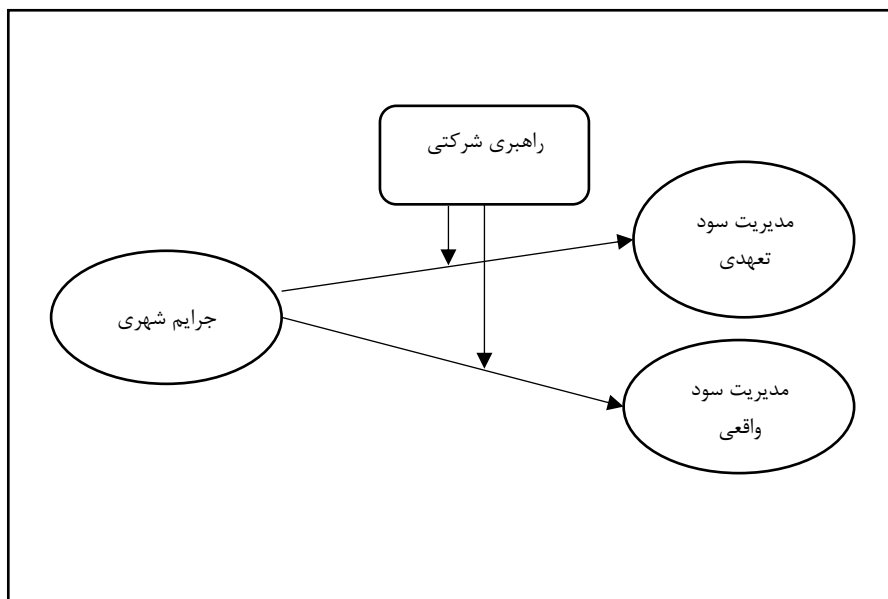 راهبری شرکتی
مدیریت سود
تعهدی
جرایم شهری
مدیریت سود
واقعی